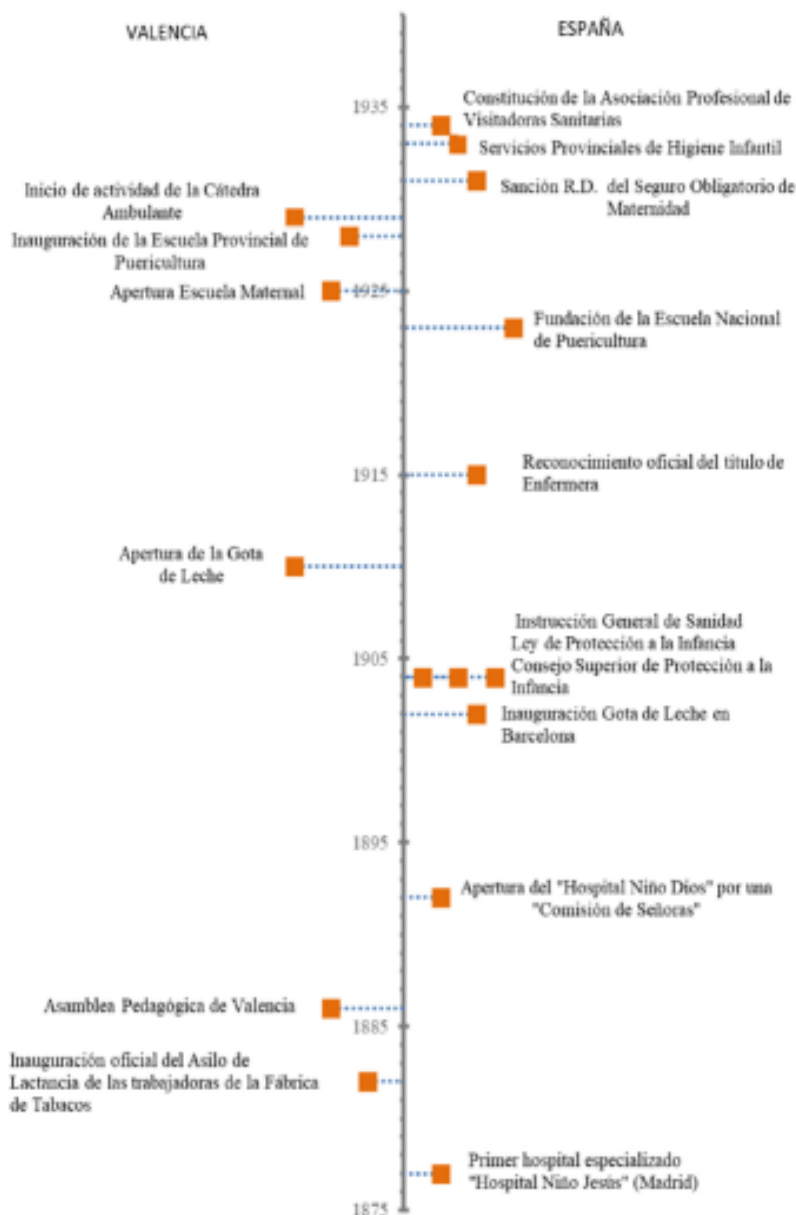 VALENCIA
ESPAÑA
1935
Constitución de la Asociación Profesional de
Visitadoras Sanitarias
Servicios Provinciales de Higiene Infantil
Inicio de actividad de la Cátedra
Ambulante
Sanción R.D. del Seguro Obligatorio de
Maternidad
Inauguración de la Escuela Provincial de
Puericultura
Apertura Escuela Maternal
1925
Fundación de la Escuela Nacional
de Puericultura
1915
Reconocimiento oficial del título de
Enfermera
Apertura de la Gota
de Leche
Instrucción General de Sanidad
Ley de Protección a la Infancia
1905
Consejo Superior de Protección a la
Infancia
Inauguración Gota de Leche en
Barcelona
1895
Apertura del "Hospital Niño Dios" por una
"Comisión de Señoras"
Asamblea Pedagógica de Valencia
1885
Inauguración oficial del Asilo de
Lactancia de las trabajadoras de la Fábrica
de Tabacos
Primer hospital especializado
"Hospital Niño Jesús" (Madrid)
1875